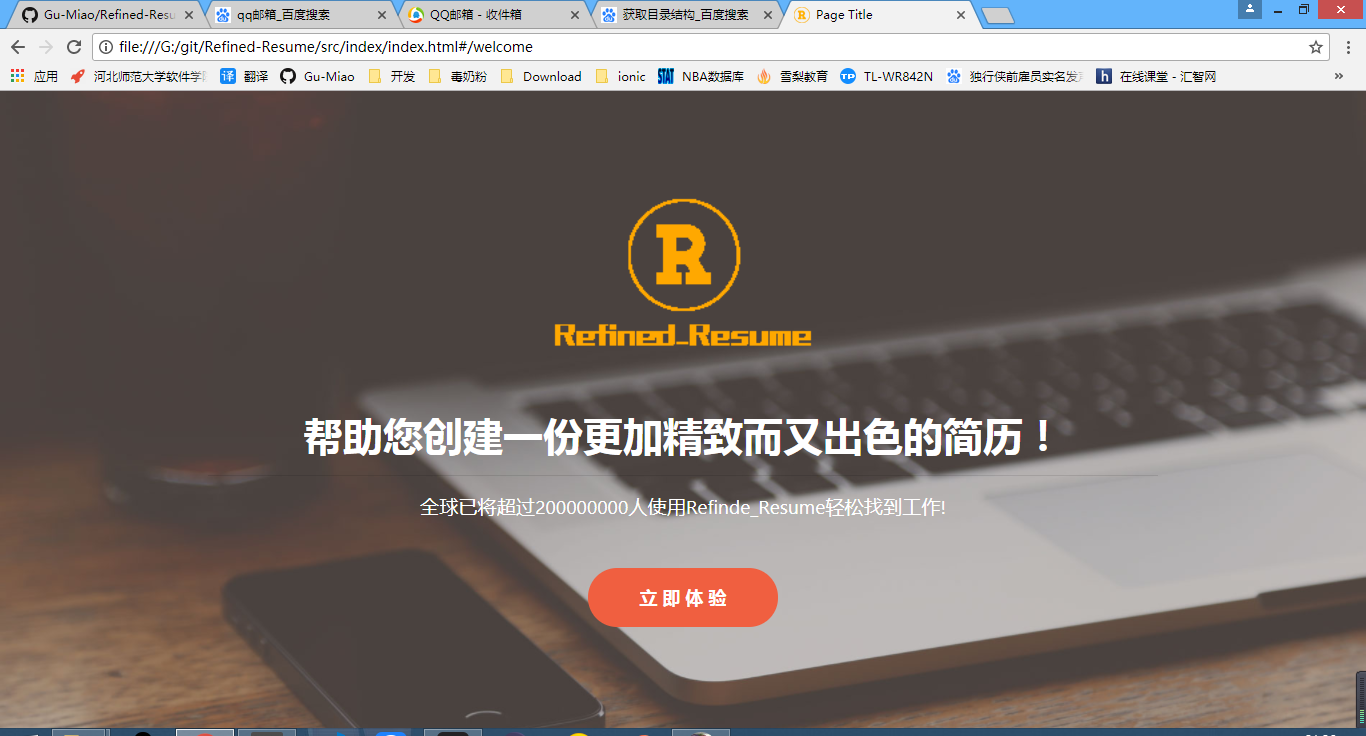 Gu-Miao/Refined-Resu
qq邮箱_百度搜索
QQ邮箱 - 收件箱
获取目录结构_百度搜索
Page Title
file:///G:/git/Refined-Resume/src/index/index.html#/welcome
应用
河北师范大学软件学院
翻译
Gu-Miao
开发
毒奶粉
Download
ionic
NBA数据库
雪梨教育
TL-WR842N
独行侠前雇员实名发
在线课堂 - 汇智网
R
Refined_Resume
帮助您创建一份更加精致而又出色的简历！
全球已将超过200000000人使用Refinde_Resume轻松找到工作!
立即体验